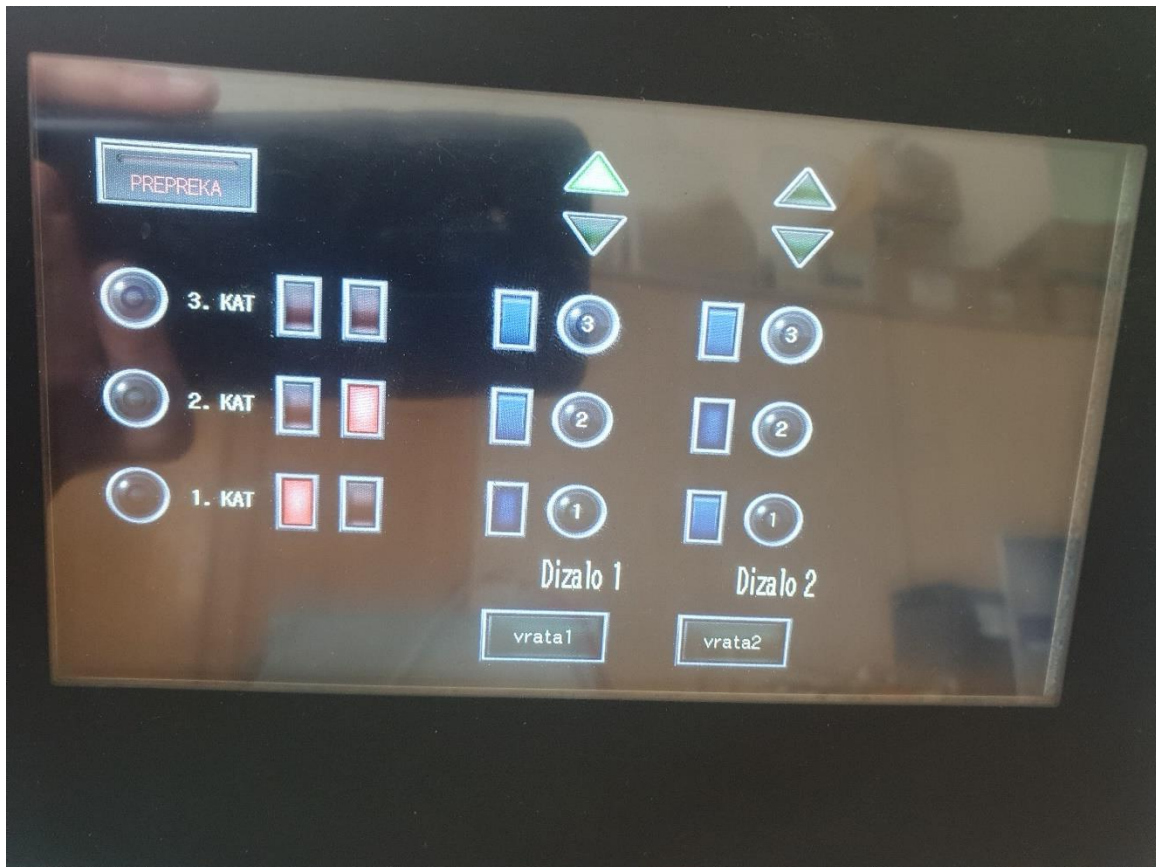 PREPREKA
3. KAT
3
3
2. KAT
2
2
1. KAT
1
1
Dizalo 1
Dizalo 2
vrata1
vrata2